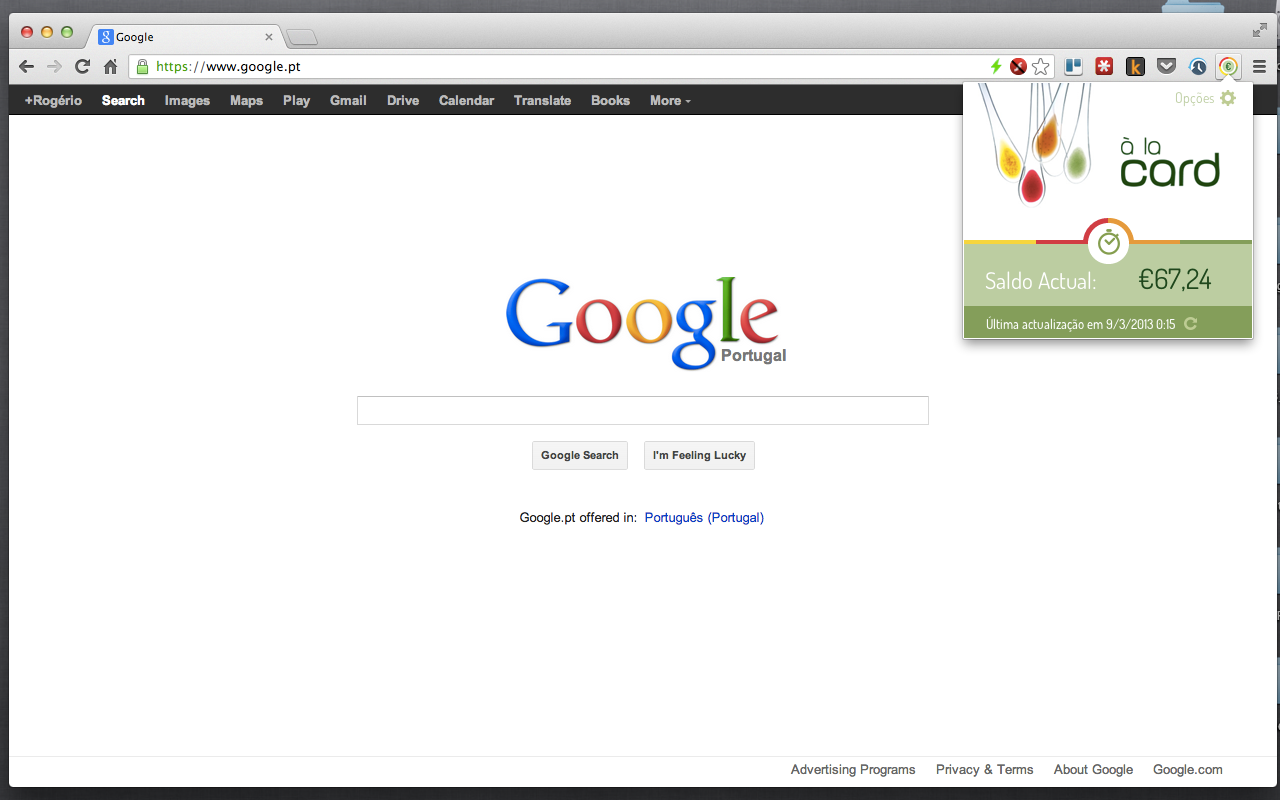 Google
https://www.google.pt
+Rogério Search Images Maps Play Gmail Drive Calendar Translate Books More
Opções
à la
card
Saldo Actual: €67,24
Última actualização em 9/3/2013 0:15
Google
Portugal
Google Search I'm Feeling Lucky
Google.pt offered in: Português (Portugal)
Advertising Programs Privacy & Terms About Google Google.com